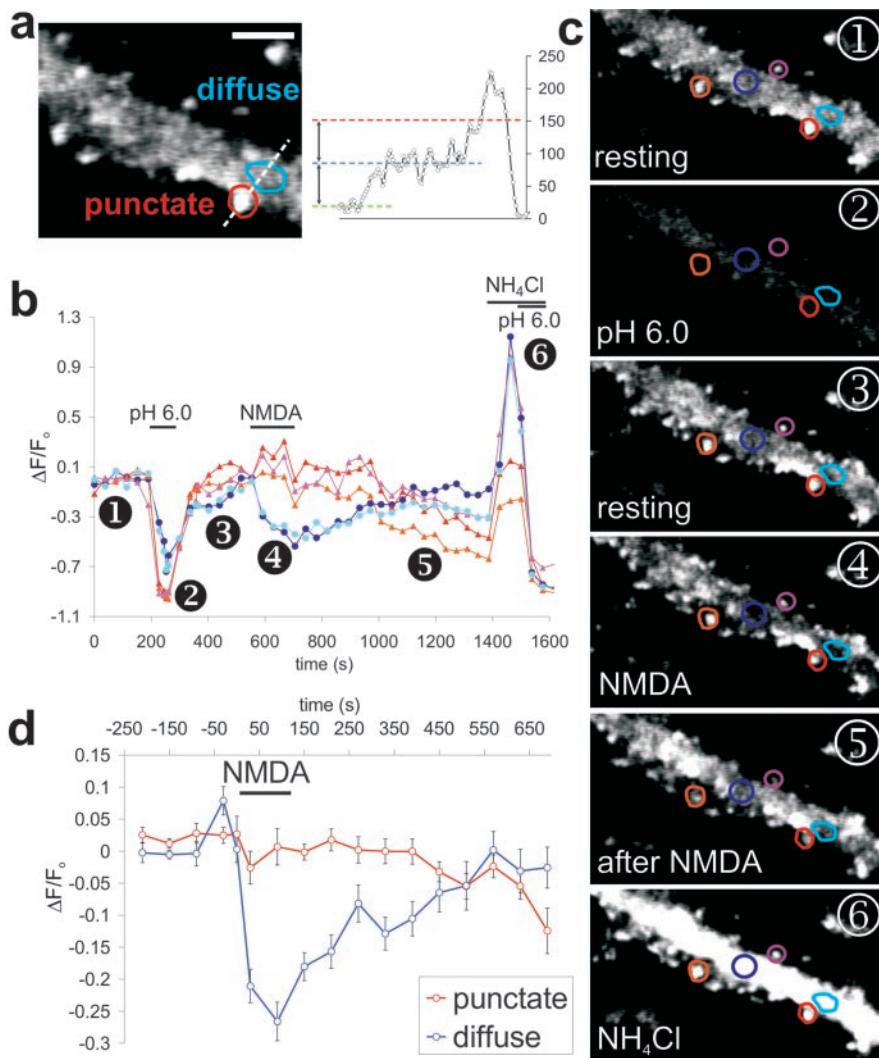 a
diffuse
punctate
250
200
150
100
50
0
b
NH₄Cl
pH 6.0
pH 6.0
NMDA
1.3
0.9
0.5
0.1
-0.3
-0.7
-1.1
ΔF/Fₒ
1
2
3
4
5
6
0 200 400 600 800 1000 1200 1400 1600
time (s)
c
1
resting
2
pH 6.0
3
resting
4
NMDA
5
after NMDA
6
NH₄Cl
d
time (s)
-250 -150 -50 50 150 250 350 450 550 650
NMDA
0.15
0.1
0.05
0
-0.05
-0.1
-0.15
-0.2
-0.25
-0.3
ΔF/Fₒ
punctate
diffuse